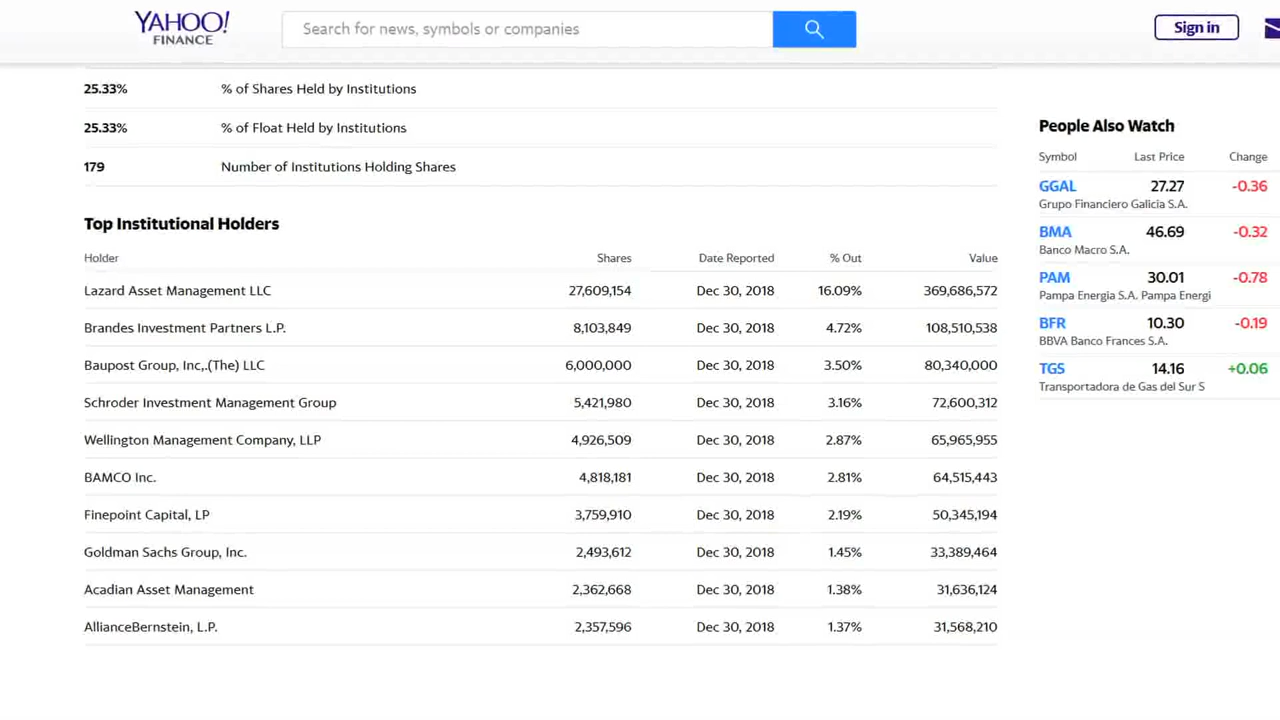 YAHOO!
FINANCE
Search for news, symbols or companies
Sign in
25.33% % of Shares Held by Institutions
25.33% % of Float Held by Institutions
179 Number of Institutions Holding Shares
Top Institutional Holders
Holder Shares Date Reported % Out Value
Lazard Asset Management LLC 27,609,154 Dec 30, 2018 16.09% 369,686,572
Brandes Investment Partners L.P. 8,103,849 Dec 30, 2018 4.72% 108,510,538
Baupost Group, Inc,.(The) LLC 6,000,000 Dec 30, 2018 3.50% 80,340,000
Schroder Investment Management Group 5,421,980 Dec 30, 2018 3.16% 72,600,312
Wellington Management Company, LLP 4,926,509 Dec 30, 2018 2.87% 65,965,955
BAMCO Inc. 4,818,181 Dec 30, 2018 2.81% 64,515,443
Finepoint Capital, LP 3,759,910 Dec 30, 2018 2.19% 50,345,194
Goldman Sachs Group, Inc. 2,493,612 Dec 30, 2018 1.45% 33,389,464
Acadian Asset Management 2,362,668 Dec 30, 2018 1.38% 31,636,124
AllianceBernstein, L.P. 2,357,596 Dec 30, 2018 1.37% 31,568,210
People Also Watch
Symbol Last Price Change
GGAL 27.27 -0.36
Grupo Financiero Galicia S.A.
BMA 46.69 -0.32
Banco Macro S.A.
PAM 30.01 -0.78
Pampa Energia S.A. Pampa Energi
BFR 10.30 -0.19
BBVA Banco Frances S.A.
TGS 14.16 +0.06
Transportadora de Gas del Sur S